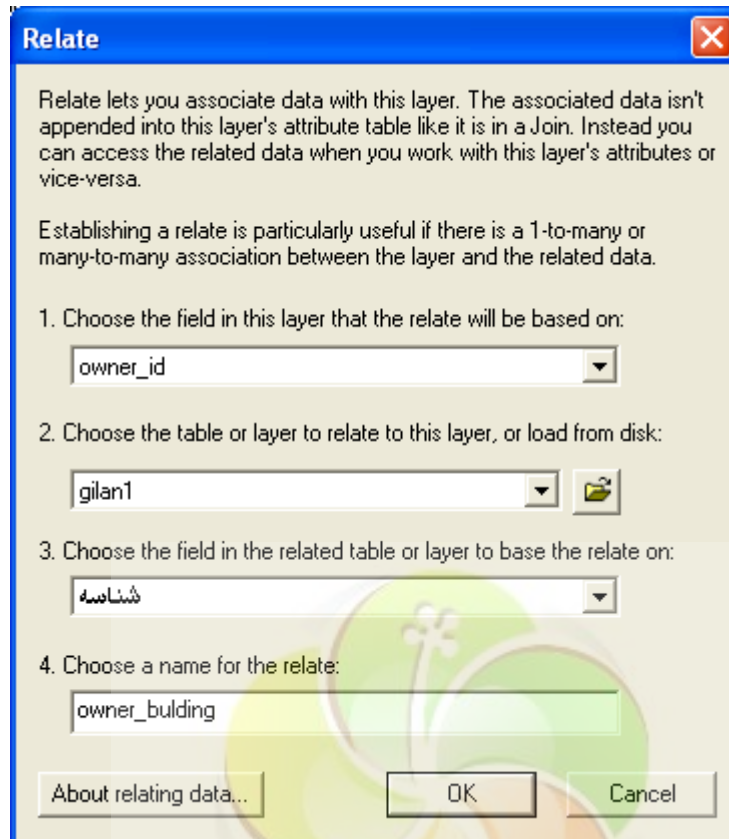 Relate
Relate lets you associate data with this layer. The associated data isn't
appended into this layer's attribute table like it is in a Join. Instead you
can access the related data when you work with this layer's attributes or
vice-versa.
Establishing a relate is particularly useful if there is a 1-to-many or
many-to-many association between the layer and the related data.
1. Choose the field in this layer that the relate will be based on:
owner_id
2. Choose the table or layer to relate to this layer, or load from disk:
gilan1
3. Choose the field in the related table or layer to base the relate on:
شناسه
4. Choose a name for the relate:
owner_bulding
About relating data... OK Cancel